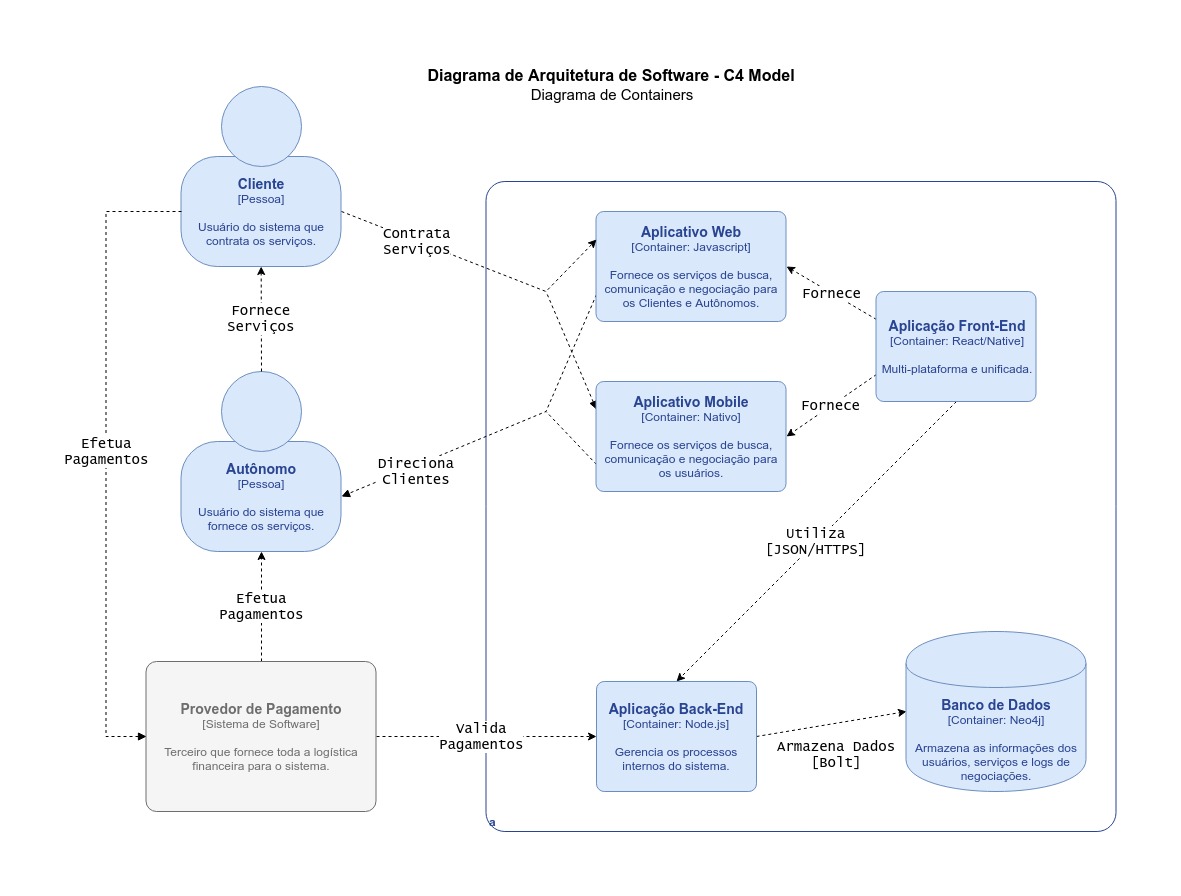 Diagrama de Arquitetura de Software - C4 Model
Diagrama de Containers
Cliente
[Pessoa]
Usuário do sistema que
contrata os serviços.
Contrata
Serviços
Aplicativo Web
[Container: Javascript]
Fornece os serviços de busca,
comunicação e negociação para
os Clientes e Autônomos.
Fornece
Aplicação Front-End
[Container: React/Native]
Multi-plataforma e unificada.
Fornece
Serviços
Aplicativo Mobile
[Container: Nativo]
Fornece os serviços de busca,
comunicação e negociação para
os usuários.
Fornece
Efetua
Pagamentos
Autônomo
[Pessoa]
Usuário do sistema que
fornece os serviços.
Direciona
Clientes
Utiliza
[JSON/HTTPS]
Efetua
Pagamentos
Provedor de Pagamento
[Sistema de Software]
Terceiro que fornece toda a logística
financeira para o sistema.
Valida
Pagamentos
Aplicação Back-End
[Container: Node.js]
Gerencia os processos
internos do sistema.
Armazena Dados
[Bolt]
Banco de Dados
[Container: Neo4j]
Armazena as informações dos
usuários, serviços e logs de
negociações.
a